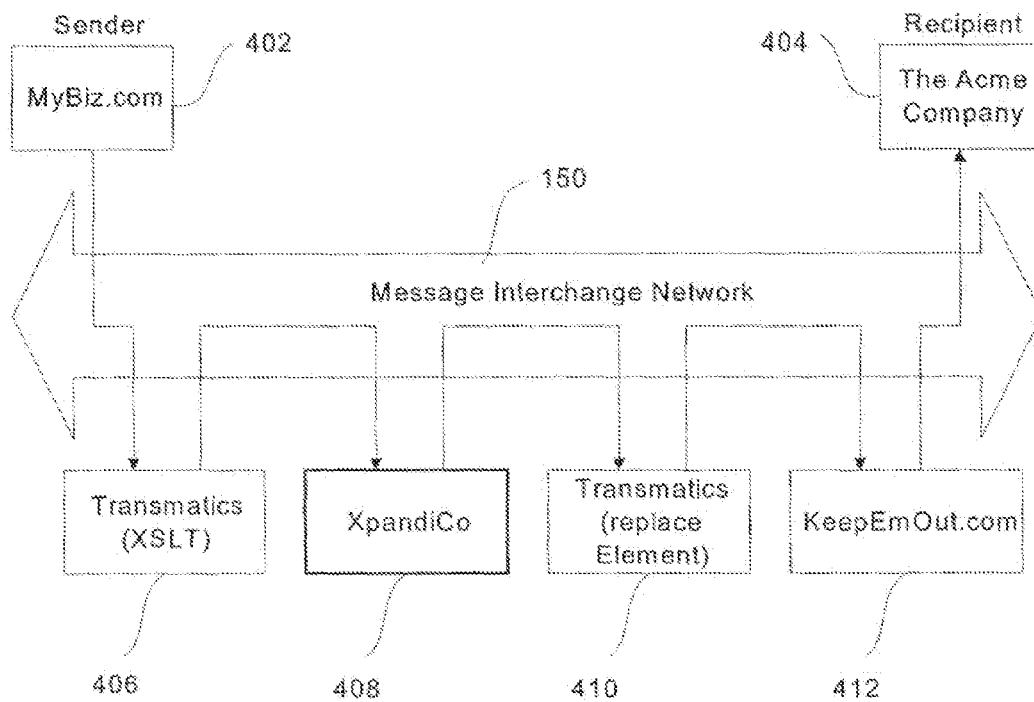 Sender
402
MyBiz.com
Recipient
404
The Acme
Company
150
Message Interchange Network
Transmatics
(XSLT)
XpandiCo
Transmatics
(replace
Element)
KeepEmOut.com
406
408
410
412